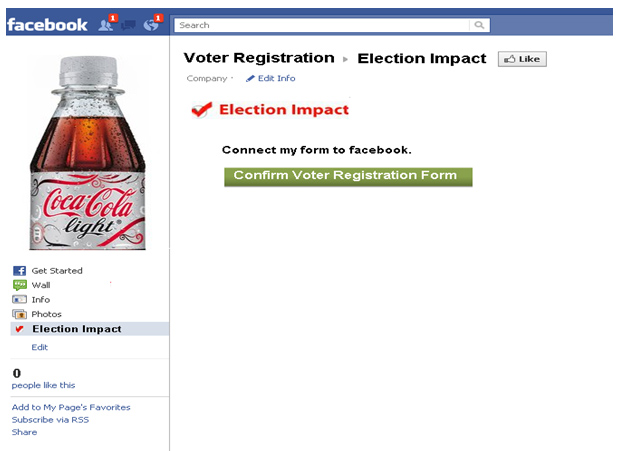 facebook 1 1 Search
Voter Registration ▸ Election Impact Like
Company · Edit Info
Election Impact
Connect my form to facebook.
Confirm Voter Registration Form
Coca-Cola
light
Get Started
Wall
Info
Photos
Election Impact
Edit
0
people like this
Add to My Page's Favorites
Subscribe via RSS
Share